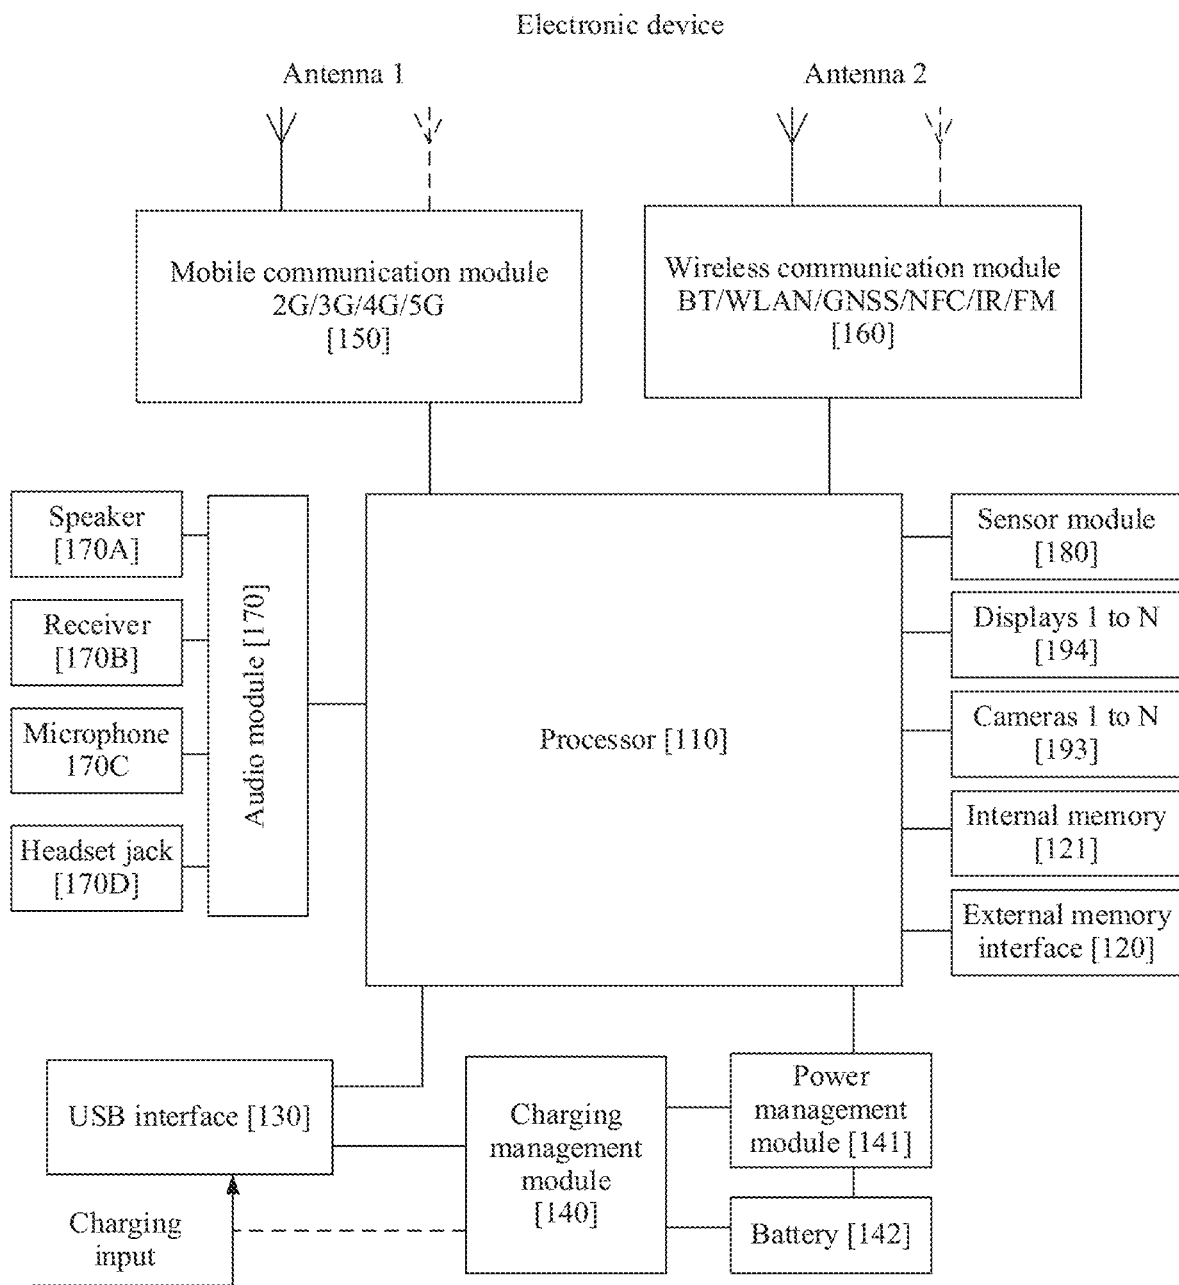 Electronic device
Antenna 1
Antenna 2
Mobile communication module
2G/3G/4G/5G
[150]
Wireless communication module
BT/WLAN/GNSS/NFC/IR/FM
[160]
Speaker
[170A]
Receiver
[170B]
Microphone
170C
Headset jack
[170D]
Audio module [170]
Processor [110]
Sensor module
[180]
Displays 1 to N
[194]
Cameras 1 to N
[193]
Internal memory
[121]
External memory
interface [120]
USB interface [130]
Charging
management
module
[140]
Power
management
module [141]
Battery [142]
Charging
input